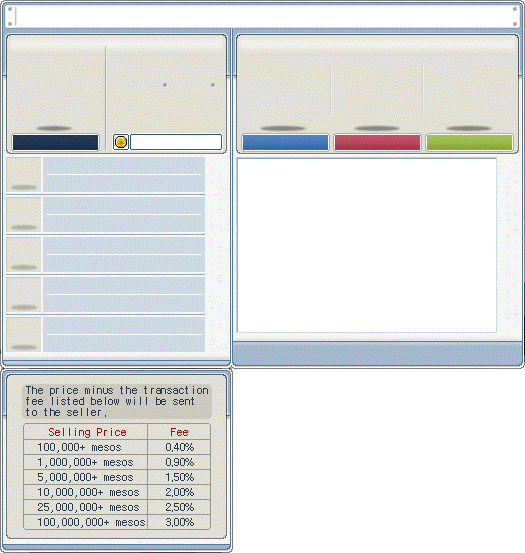 The price minus the transaction
fee listed below will be sent
to the seller.
Selling Price Fee
100,000+ mesos 0.40%
1,000,000+ mesos 0.90%
5,000,000+ mesos 1.50%
10,000,000+ mesos 2.00%
25,000,000+ mesos 2.50%
100,000,000+ mesos 3.00%